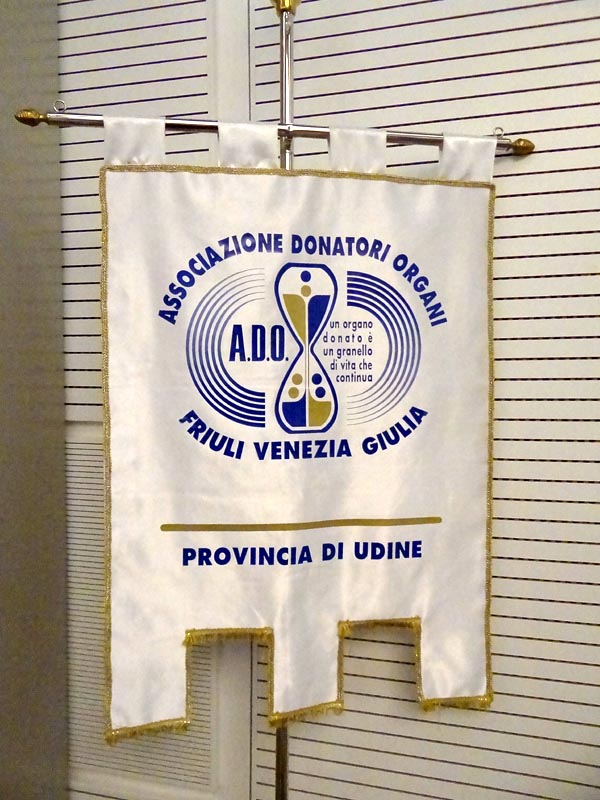 ASSOCIAZIONE DONATORI ORGANI
A.D.O.
un organo
donato è
un granello
di vita che
continua
FRIULI VENEZIA GIULIA
PROVINCIA DI UDINE